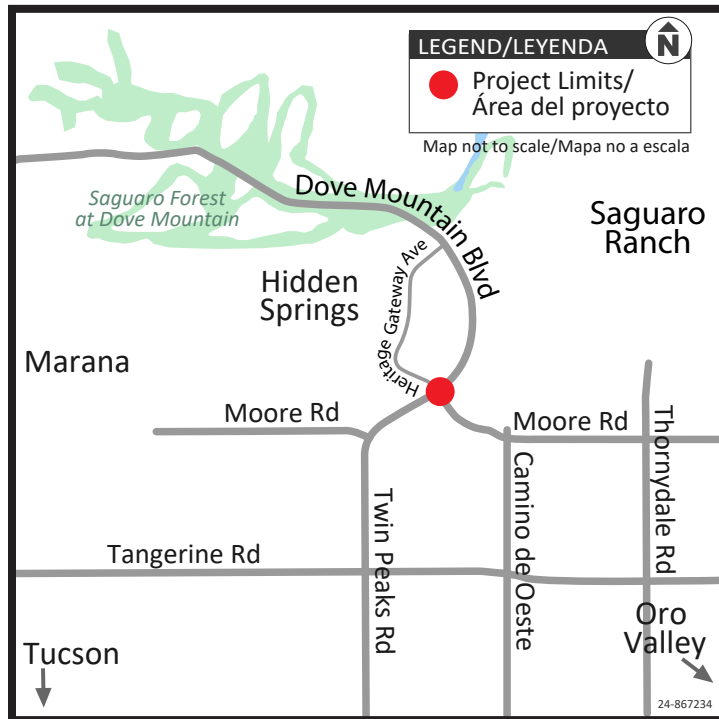 LEGEND/LEYENDA
N
Project Limits/
Área del proyecto
Map not to scale/Mapa no a escala
Dove Mountain Blvd
Saguaro Forest
at Dove Mountain
Saguaro
Ranch
Hidden
Springs
Heritage Gateway Ave
Marana
Moore Rd
Moore Rd
Thornydale Rd
Camino de Oeste
Twin Peaks Rd
Tangerine Rd
Oro
Valley
Tucson
24-867234